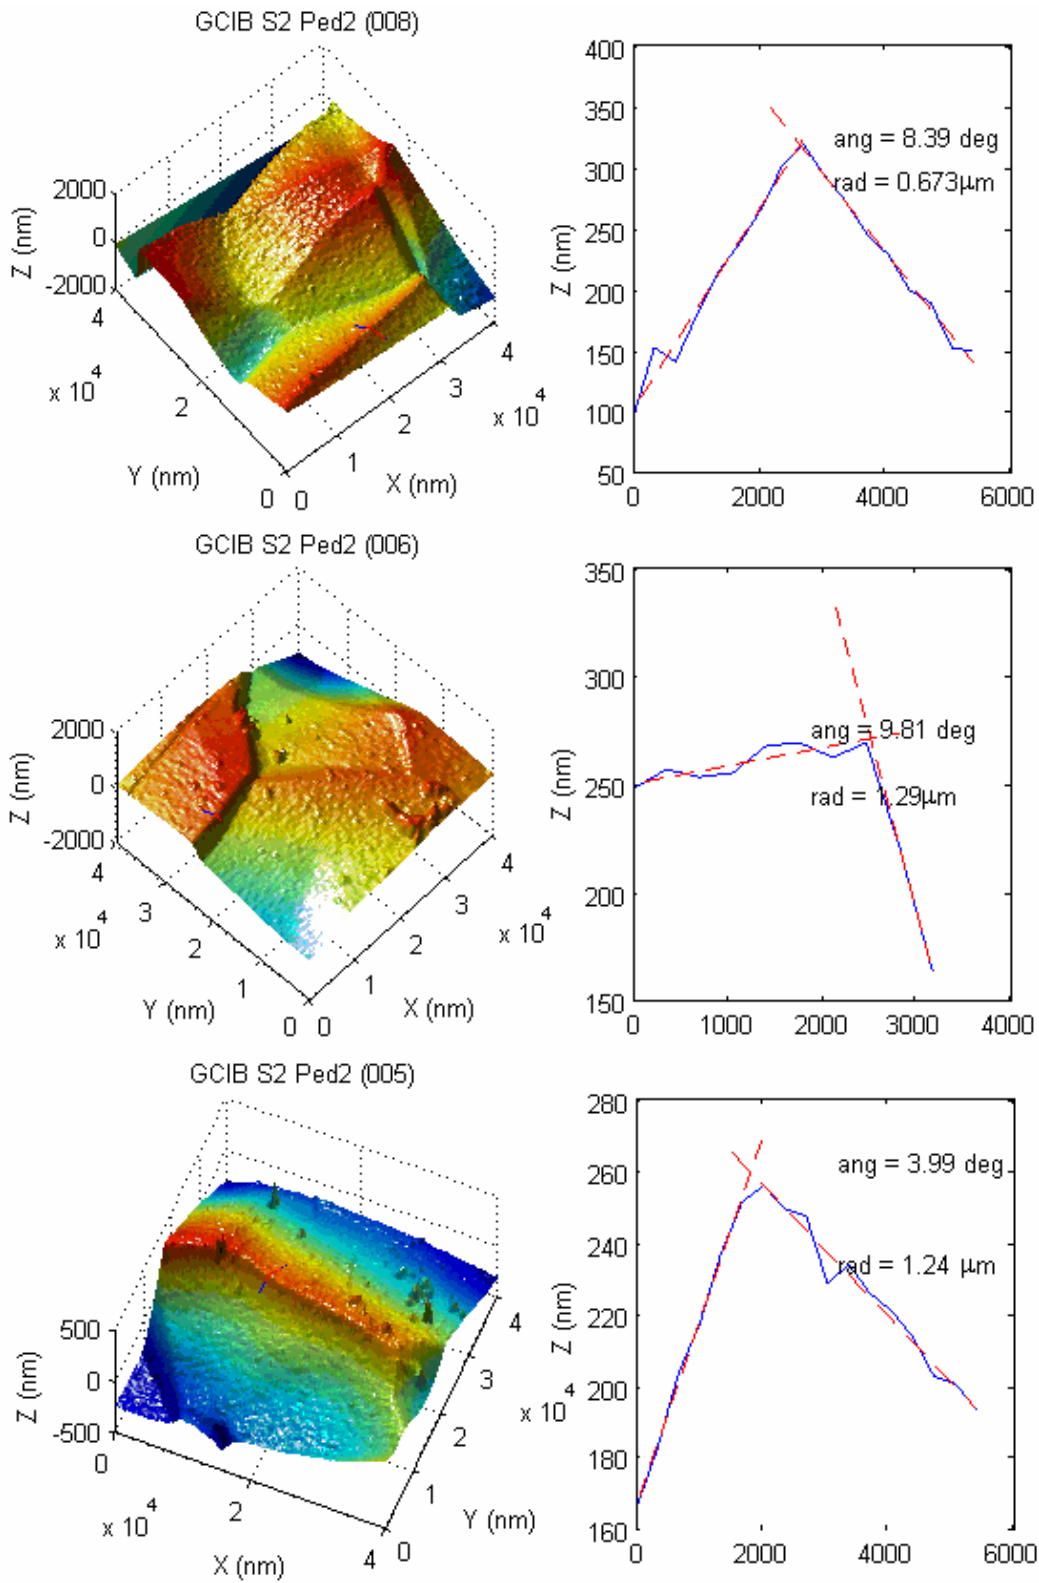 GCIB S2 Ped2 (008)
2000
0
-2000
Z (nm)
4
2
0
x 10^4
Y (nm)
0
1
2
3
4
x 10^4
X (nm)
400
350
300
250
200
150
100
50
Z (nm)
ang = 8.39 deg
rad = 0.673μm
0 2000 4000 6000
GCIB S2 Ped2 (006)
2000
0
-2000
Z (nm)
4
3
2
1
0
x 10^4
Y (nm)
0
1
2
3
4
x 10^4
X (nm)
350
300
250
200
150
Z (nm)
ang = 9.81 deg
rad = 1.29μm
0 1000 2000 3000 4000
GCIB S2 Ped2 (005)
500
0
-500
Z (nm)
0
2
4
x 10^4
X (nm)
0
1
2
3
4
x 10^4
Y (nm)
280
260
240
220
200
180
160
Z (nm)
ang = 3.99 deg
rad = 1.24 μm
0 2000 4000 6000